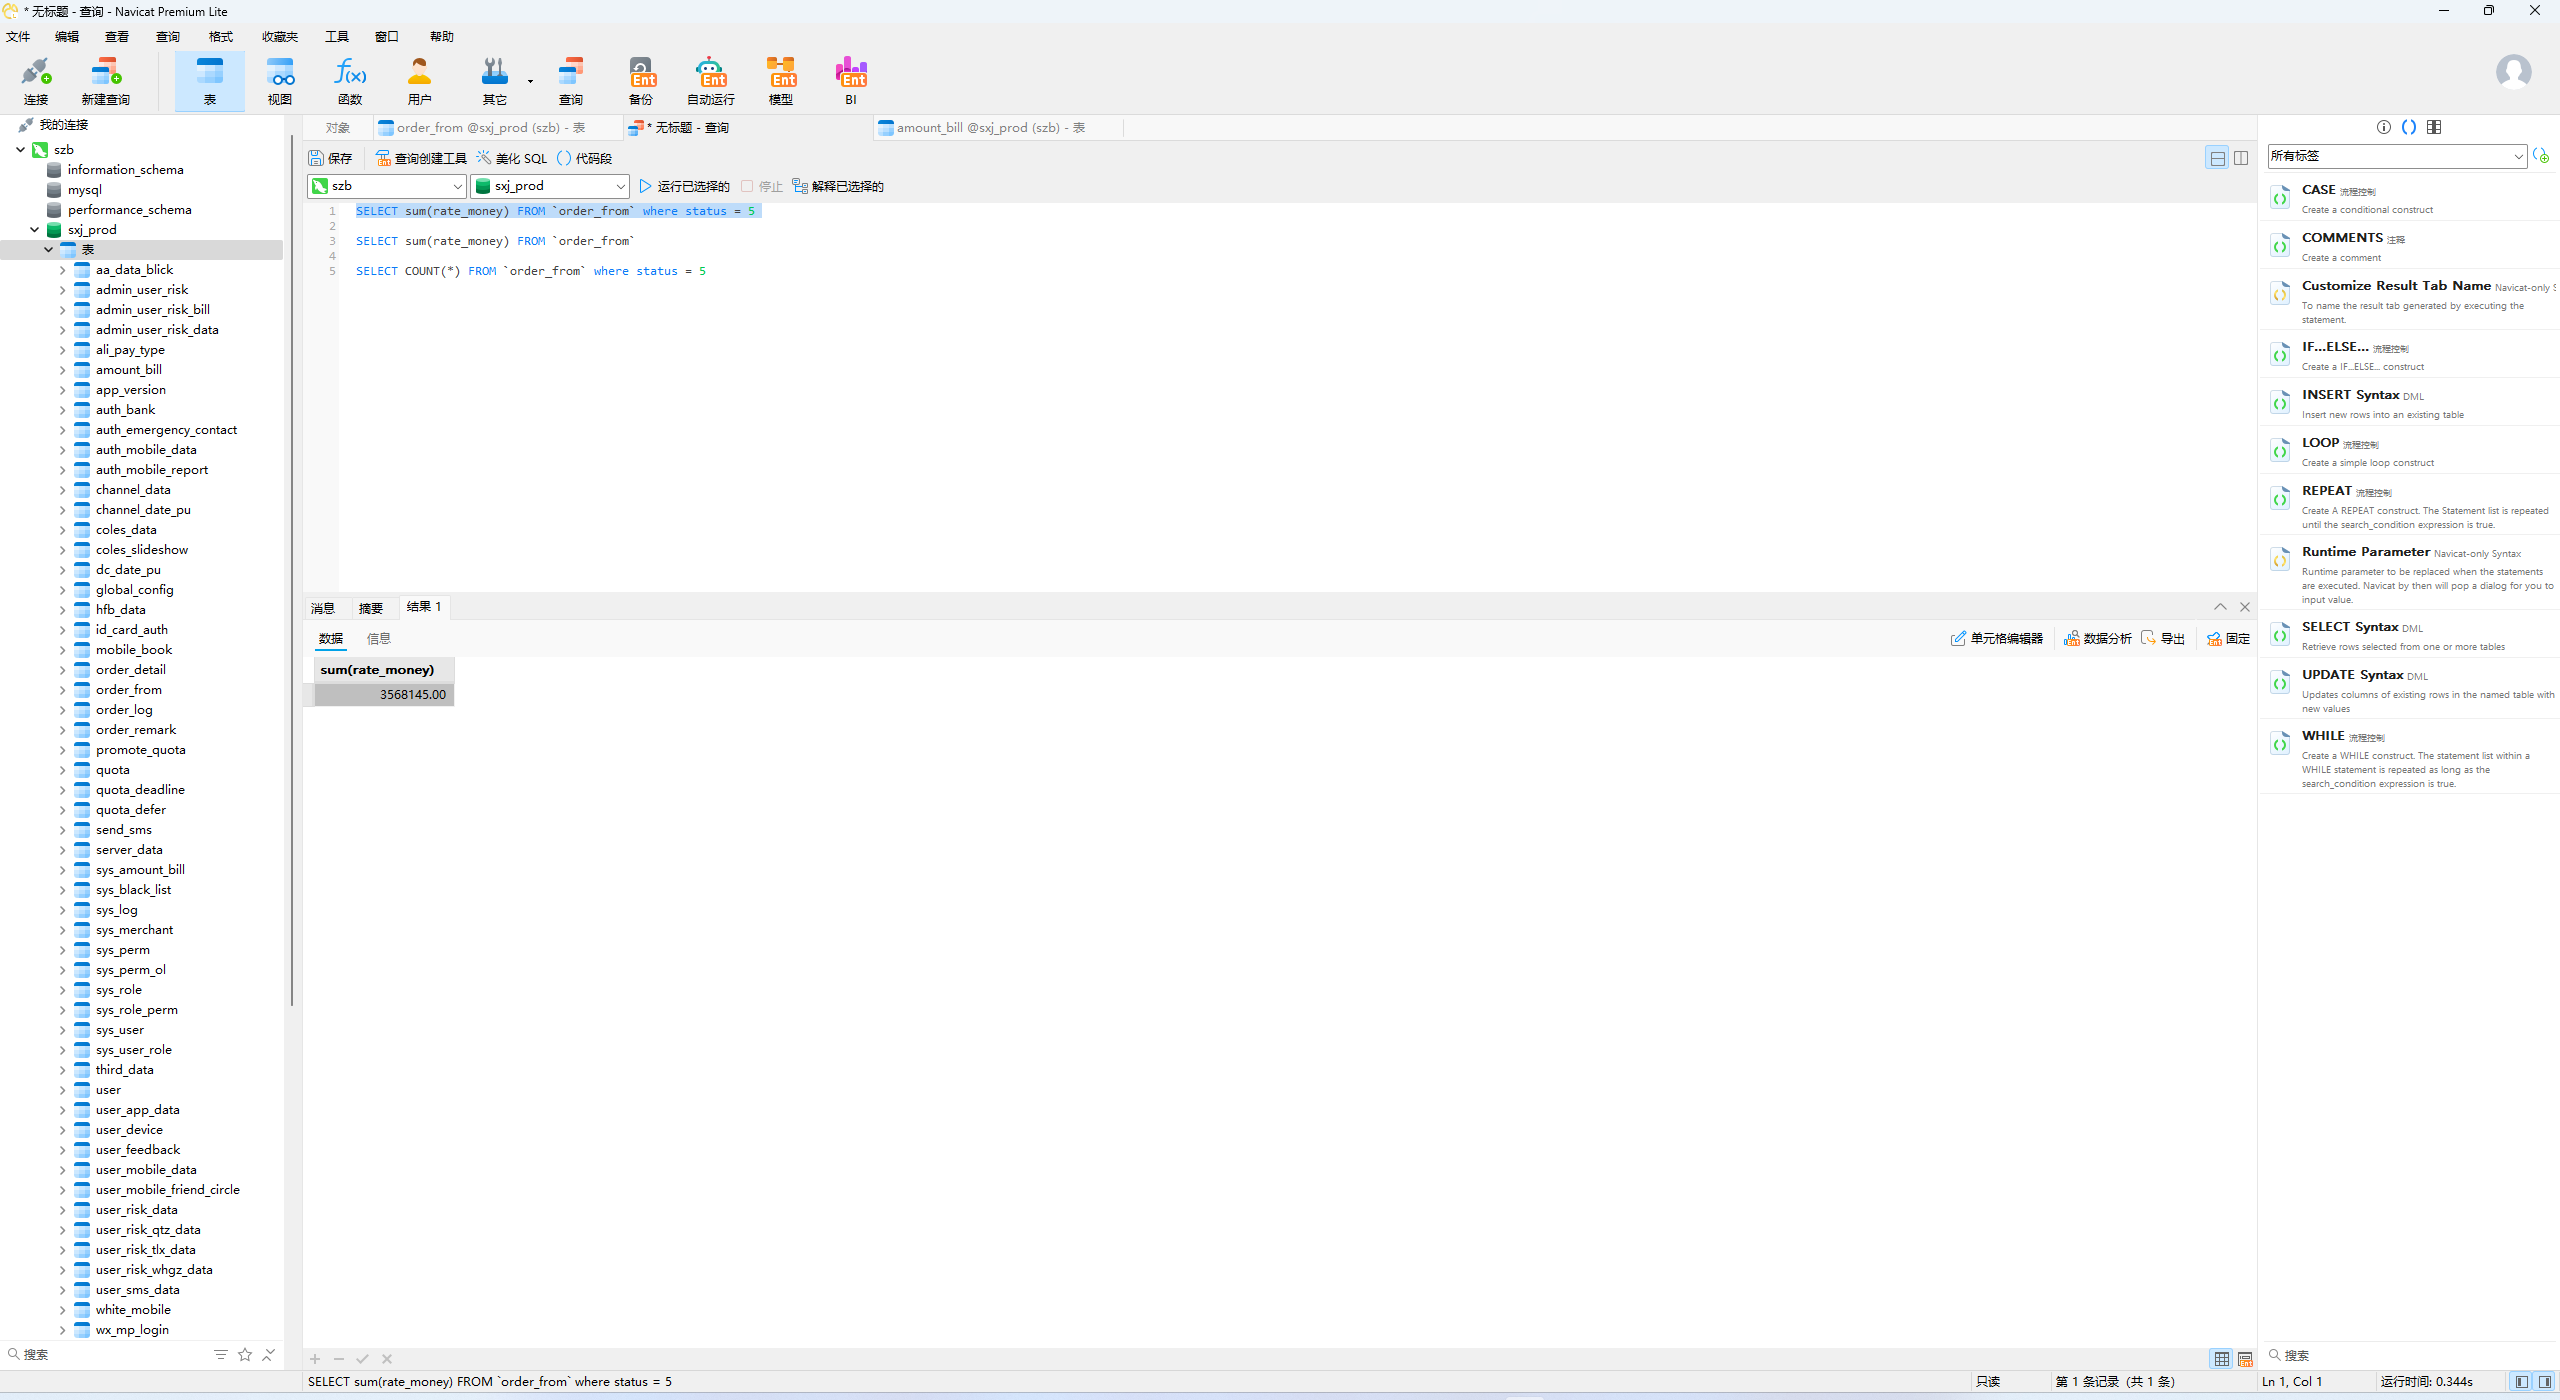 * 无标题 - 查询 - Navicat Premium Lite
文件 编辑 查看 查询 格式 收藏夹 工具 窗口 帮助
连接 新建查询 表 视图 函数 用户 其它 查询 备份 自动运行 模型 BI
我的连接
szb
information_schema
mysql
performance_schema
sxj_prod
表
aa_data_blick
admin_user_risk
admin_user_risk_bill
admin_user_risk_data
ali_pay_type
amount_bill
app_version
auth_bank
auth_emergency_contact
auth_mobile_data
auth_mobile_report
channel_data
channel_date_pu
coles_data
coles_slideshow
dc_date_pu
global_config
hfb_data
id_card_auth
mobile_book
order_detail
order_from
order_log
order_remark
promote_quota
quota
quota_deadline
quota_defer
send_sms
server_data
sys_amount_bill
sys_black_list
sys_log
sys_merchant
sys_perm
sys_perm_ol
sys_role
sys_role_perm
sys_user
sys_user_role
third_data
user
user_app_data
user_device
user_feedback
user_mobile_data
user_mobile_friend_circle
user_risk_data
user_risk_qtz_data
user_risk_tlx_data
user_risk_whgz_data
user_sms_data
white_mobile
wx_mp_login
搜索
对象 order_from @sxj_prod (szb) - 表 * 无标题 - 查询 amount_bill @sxj_prod (szb) - 表
保存 查询创建工具 美化 SQL 代码段
szb sxj_prod 运行已选择的 停止 解释已选择的
1 SELECT sum(rate_money) FROM `order_from` where status = 5
2
3 SELECT sum(rate_money) FROM `order_from`
4
5 SELECT COUNT(*) FROM `order_from` where status = 5
消息 摘要 结果 1
数据 信息 单元格编辑器 数据分析 导出 固定
sum(rate_money)
3568145.00
所有标签
CASE 流程控制
Create a conditional construct
COMMENTS 注释
Create a comment
Customize Result Tab Name Navicat-only S
To name the result tab generated by executing the
statement.
IF...ELSE... 流程控制
Create a IF...ELSE... construct
INSERT Syntax DML
Insert new rows into an existing table
LOOP 流程控制
Create a simple loop construct
REPEAT 流程控制
Create A REPEAT construct. The Statement list is repeated
until the search_condition expression is true.
Runtime Parameter Navicat-only Syntax
Runtime parameter to be replaced when the statements
are executed. Navicat by then will pop a dialog for you to
input value.
SELECT Syntax DML
Retrieve rows selected from one or more tables
UPDATE Syntax DML
Updates columns of existing rows in the named table with
new values
WHILE 流程控制
Create a WHILE construct. The statement list within a
WHILE statement is repeated as long as the
search_condition expression is true.
搜索
SELECT sum(rate_money) FROM `order_from` where status = 5 只读 第 1 条记录 (共 1 条) Ln 1, Col 1 运行时间: 0.344s